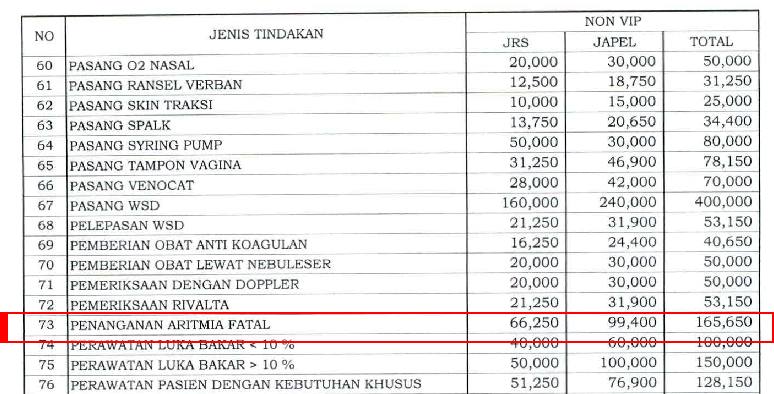 NO JENIS TINDAKAN NON VIP
JRS JAPEL TOTAL
60 PASANG O2 NASAL 20,000 30,000 50,000
61 PASANG RANSEL VERBAN 12,500 18,750 31,250
62 PASANG SKIN TRAKSI 10,000 15,000 25,000
63 PASANG SPALK 13,750 20,650 34,400
64 PASANG SYRING PUMP 50,000 30,000 80,000
65 PASANG TAMPON VAGINA 31,250 46,900 78,150
66 PASANG VENOCAT 28,000 42,000 70,000
67 PASANG WSD 160,000 240,000 400,000
68 PELEPASAN WSD 21,250 31,900 53,150
69 PEMBERIAN OBAT ANTI KOAGULAN 16,250 24,400 40,650
70 PEMBERIAN OBAT LEWAT NEBULESER 20,000 30,000 50,000
71 PEMERIKSAAN DENGAN DOPPLER 20,000 30,000 50,000
72 PEMERIKSAAN RIVALTA 21,250 31,900 53,150
73 PENANGANAN ARITMIA FATAL 66,250 99,400 165,650
74 PERAWATAN LUKA BAKAR < 10 % 40,000 60,000 100,000
75 PERAWATAN LUKA BAKAR > 10 % 50,000 100,000 150,000
76 PERAWATAN PASIEN DENGAN KEBUTUHAN KHUSUS 51,250 76,900 128,150